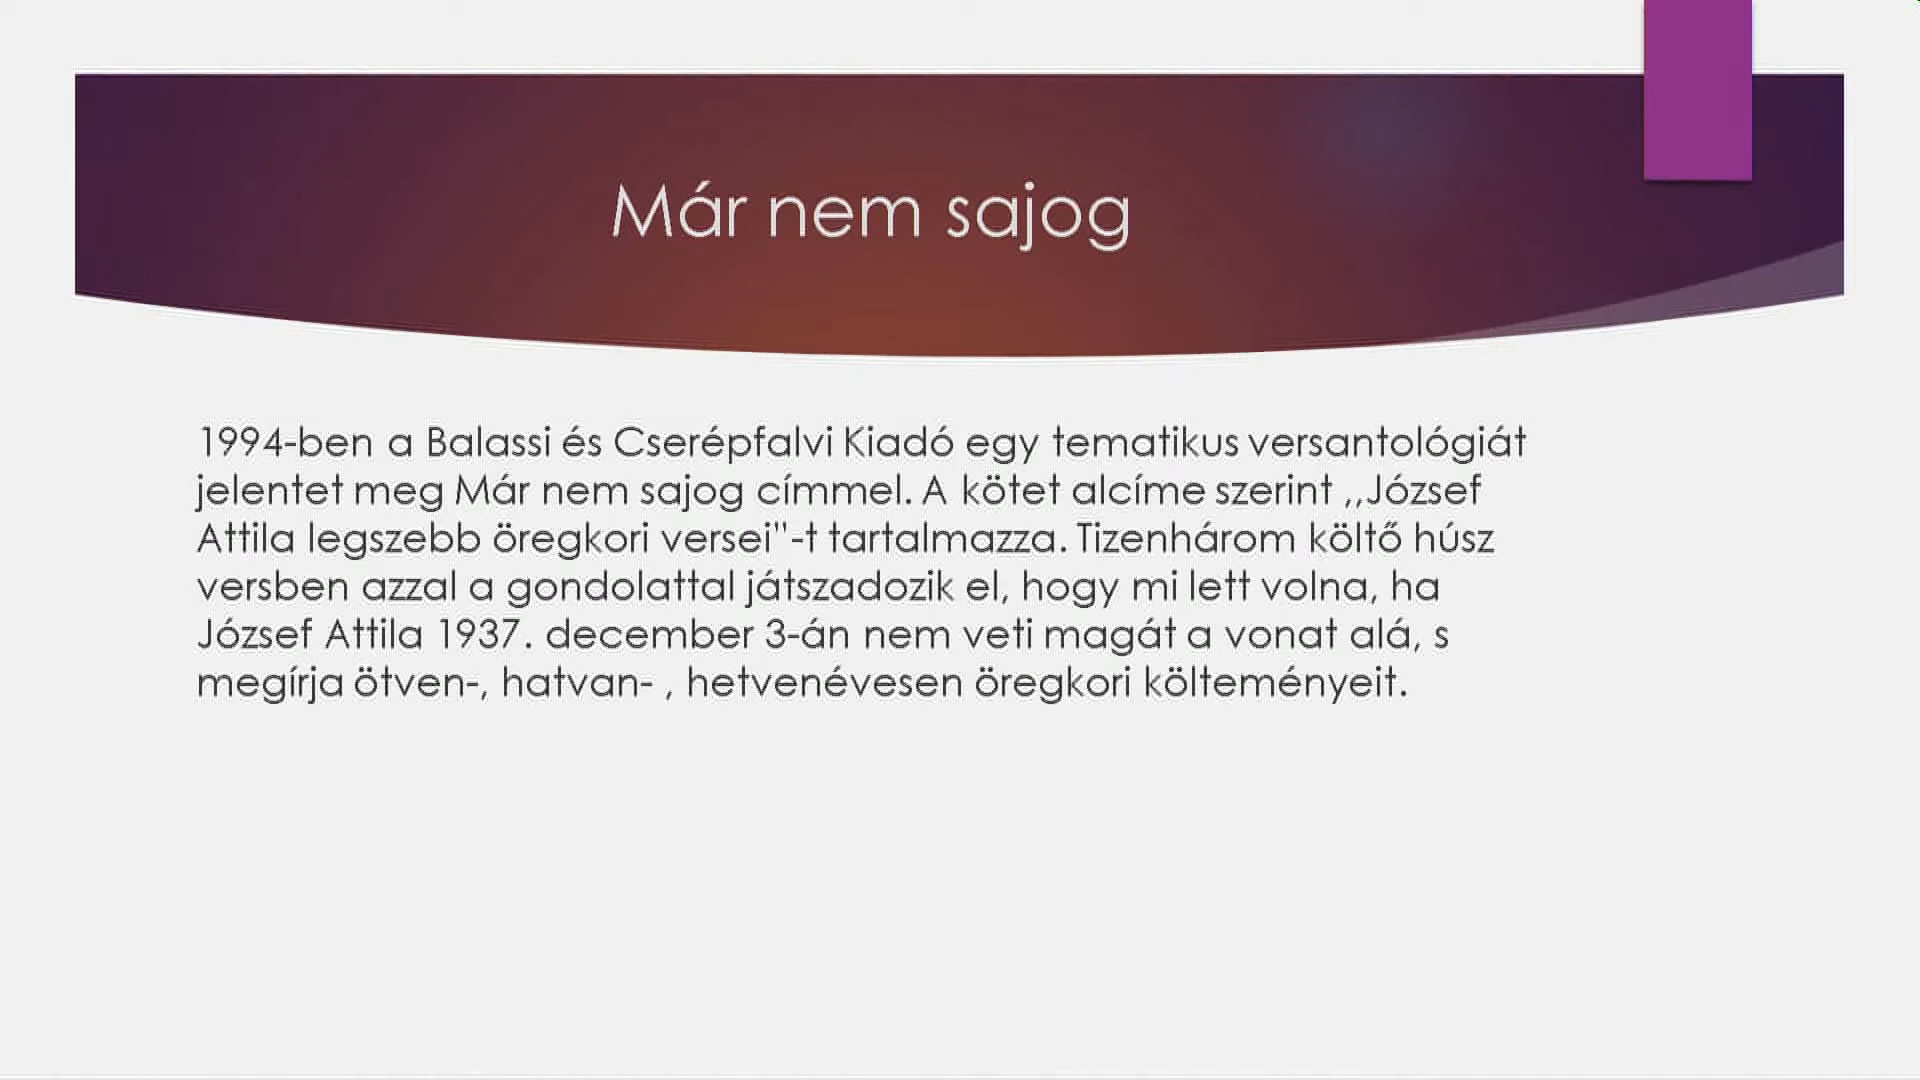 Már nem sajog
1994-ben a Balassi és Cserépfalvi Kiadó egy tematikus versantológiát
jelentet meg Már nem sajog címmel. A kötet alcíme szerint ,,József
Attila legszebb öregkori versei"-t tartalmazza. Tizenhárom költő húsz
versben azzal a gondolattal játszadozik el, hogy mi lett volna, ha
József Attila 1937. december 3-án nem veti magát a vonat alá, s
megírja ötven-, hatvan- , hetvenévesen öregkori költeményeit.